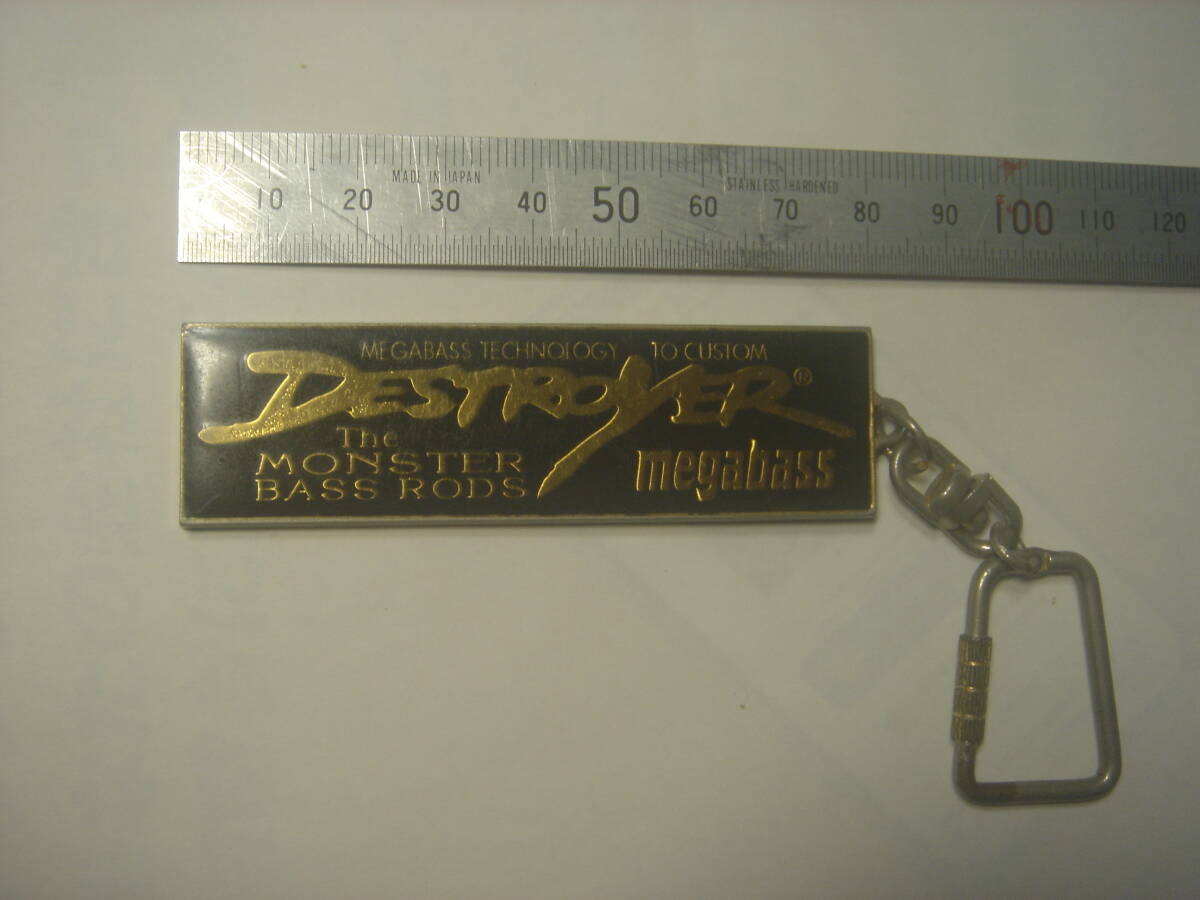 MADE IN JAPAN
STAINLESS HARDENED
10 20 30 40 50 60 70 80 90 100 110 120
MEGABASS TECHNOLOGY TO CUSTOM
DESTROYER®
The
MONSTER
BASS RODS
megabass